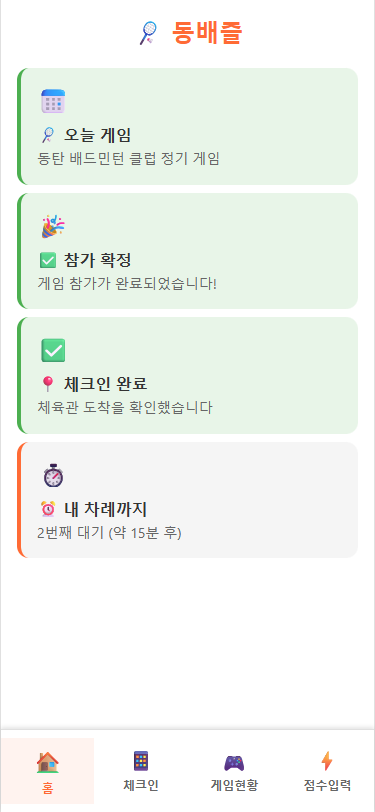 동배즐
오늘 게임
동탄 배드민턴 클럽 정기 게임
참가 확정
게임 참가가 완료되었습니다!
체크인 완료
체육관 도착을 확인했습니다
내 차례까지
2번째 대기 (약 15분 후)
홈
체크인
게임현황
점수입력